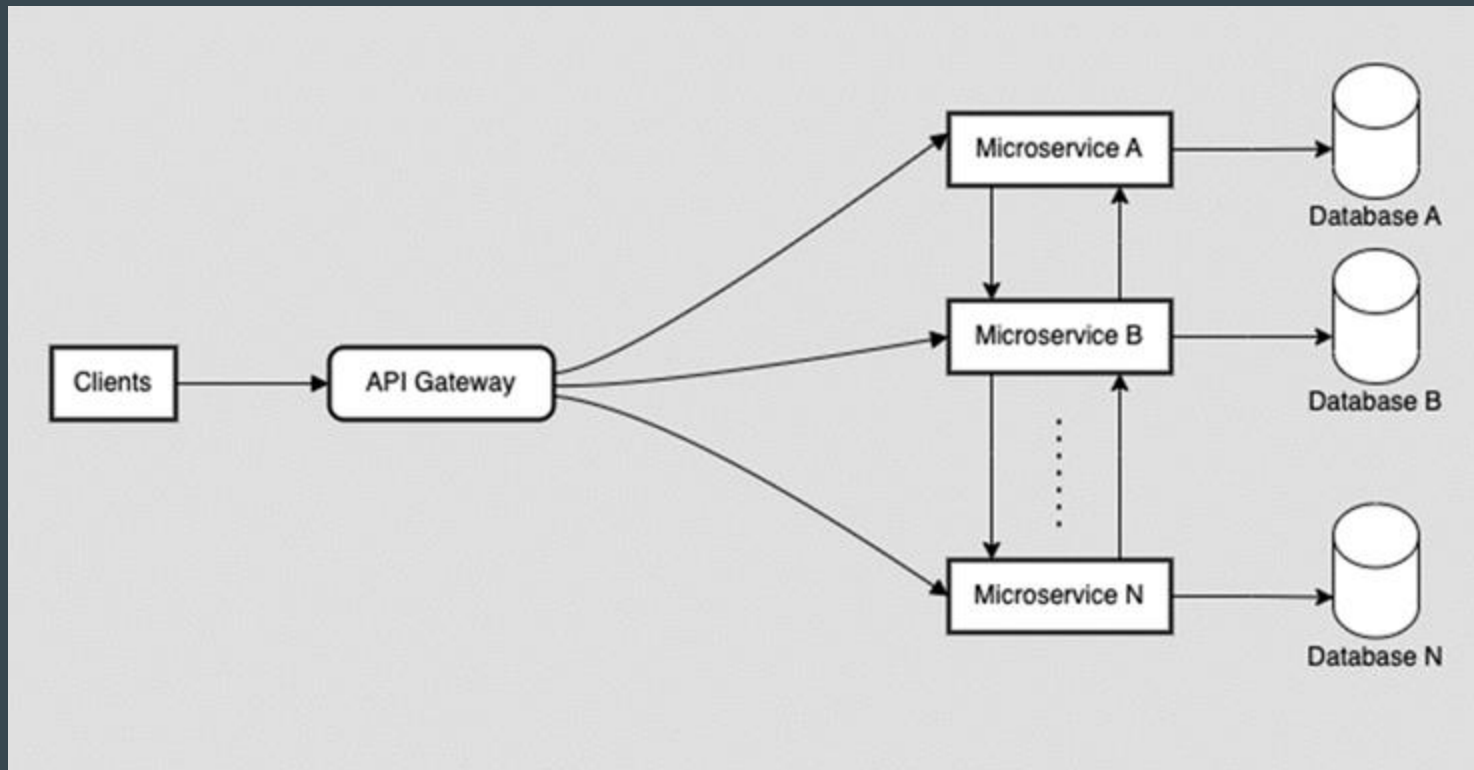 Clients
API Gateway
Microservice A
Database A
Microservice B
Database B
Microservice N
Database N